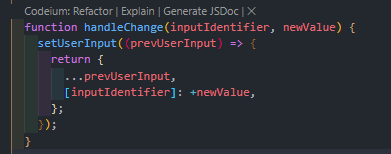 Codeium: Refactor | Explain | Generate JSDoc | ✕
function handleChange(inputIdentifier, newValue) {
  setUserInput((prevUserInput) => {
    return {
      ...prevUserInput,
      [inputIdentifier]: +newValue,
    };
  });
}